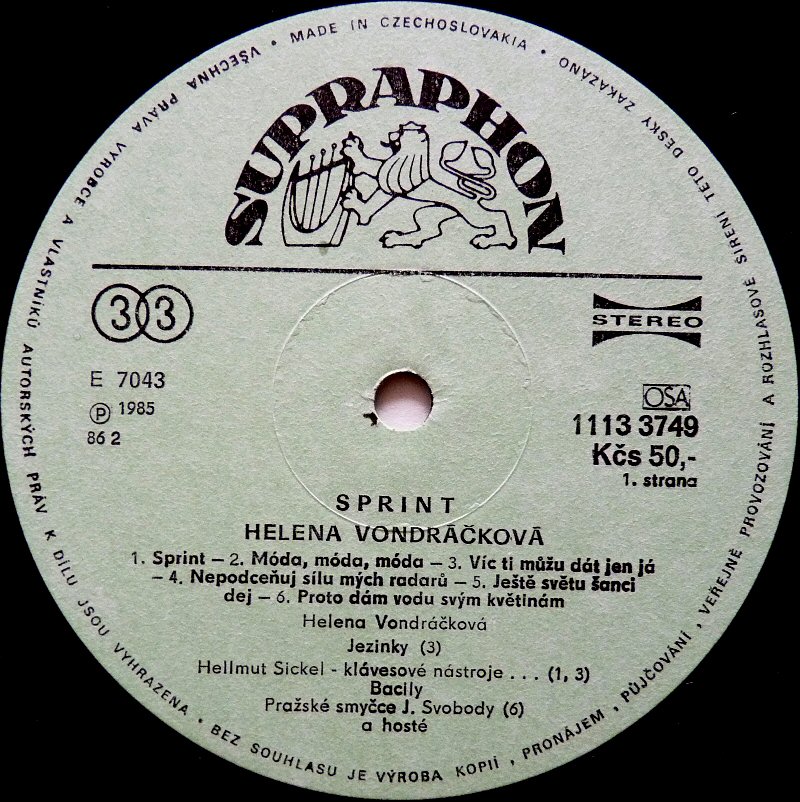 VŠECHNA PRÁVA VÝROBCE A VLASTNÍKŮ AUTORSKÝCH PRÁV K DÍLU JSOU VYHRAZENA • BEZ SOUHLASU JE VÝROBA KOPIÍ, PRONÁJEM, PŮJČOVÁNÍ, VEŘEJNÉ PROVOZOVÁNÍ A ROZHLASOVÉ ŠÍŘENÍ TÉTO DESKY ZAKÁZÁNO • MADE IN CZECHOSLOVAKIA •
SUPRAPHON
33
STEREO
E 7043
Ⓟ 1985
86 2
OSA
1113 3749
Kčs 50,-
1. strana
SPRINT
HELENA VONDRÁČKOVÁ
1. Sprint – 2. Móda, móda, móda – 3. Víc ti můžu dát jen já
– 4. Nepodceňuj sílu mých radarů – 5. Ještě světu šanci
dej – 6. Proto dám vodu svým květinám
Helena Vondráčková
Jezinky (3)
Hellmut Sickel - klávesové nástroje . . . (1, 3)
Bacily
Pražské smyčce J. Svobody (6)
a hosté